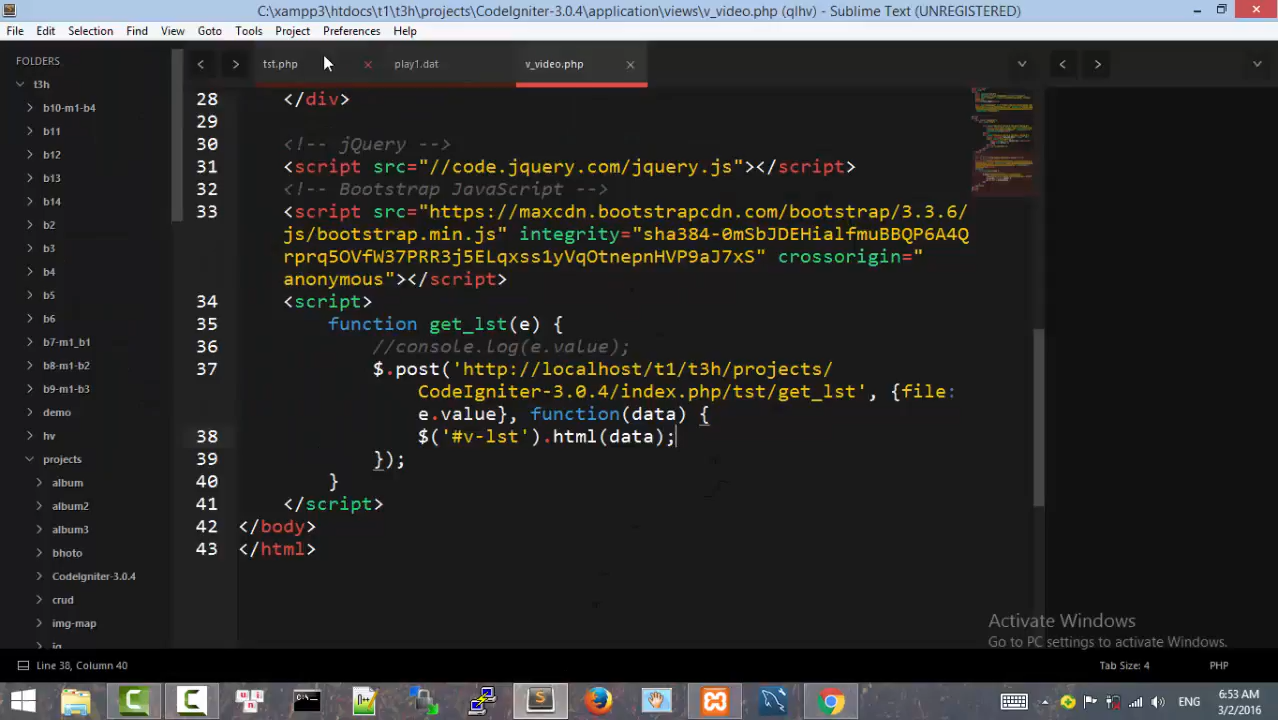 C:\xampp3\htdocs\t1\t3h\projects\CodeIgniter-3.0.4\application\views\v_video.php (qlhv) - Sublime Text (UNREGISTERED)
File Edit Selection Find View Goto Tools Project Preferences Help
FOLDERS
t3h
b10-m1-b4
b11
b12
b13
b14
b2
b3
b4
b5
b6
b7-m1_b1
b8-m1-b2
b9-m1-b3
demo
hv
projects
album
album2
album3
bhoto
CodeIgniter-3.0.4
crud
img-map
tst.php play1.dat v_video.php
28 </div>
29
30 <!-- jQuery -->
31 <script src="//code.jquery.com/jquery.js"></script>
32 <!-- Bootstrap JavaScript -->
33 <script src="https://maxcdn.bootstrapcdn.com/bootstrap/3.3.6/
js/bootstrap.min.js" integrity="sha384-0mSbJDEHialfmuBBQP6A4Q
rprq5OVfW37PRR3j5ELqxss1yVqOtnepnHVP9aJ7xS" crossorigin="
anonymous"></script>
34 <script>
35 function get_lst(e) {
36 //console.log(e.value);
37 $.post('http://localhost/t1/t3h/projects/
CodeIgniter-3.0.4/index.php/tst/get_lst', {file:
e.value}, function(data) {
38 $('#v-lst').html(data);
39 });
40 }
41 </script>
42 </body>
43 </html>
Activate Windows
Go to PC settings to activate Windows.
Line 38, Column 40
Tab Size: 4 PHP
ENG
6:53 AM
3/2/2016